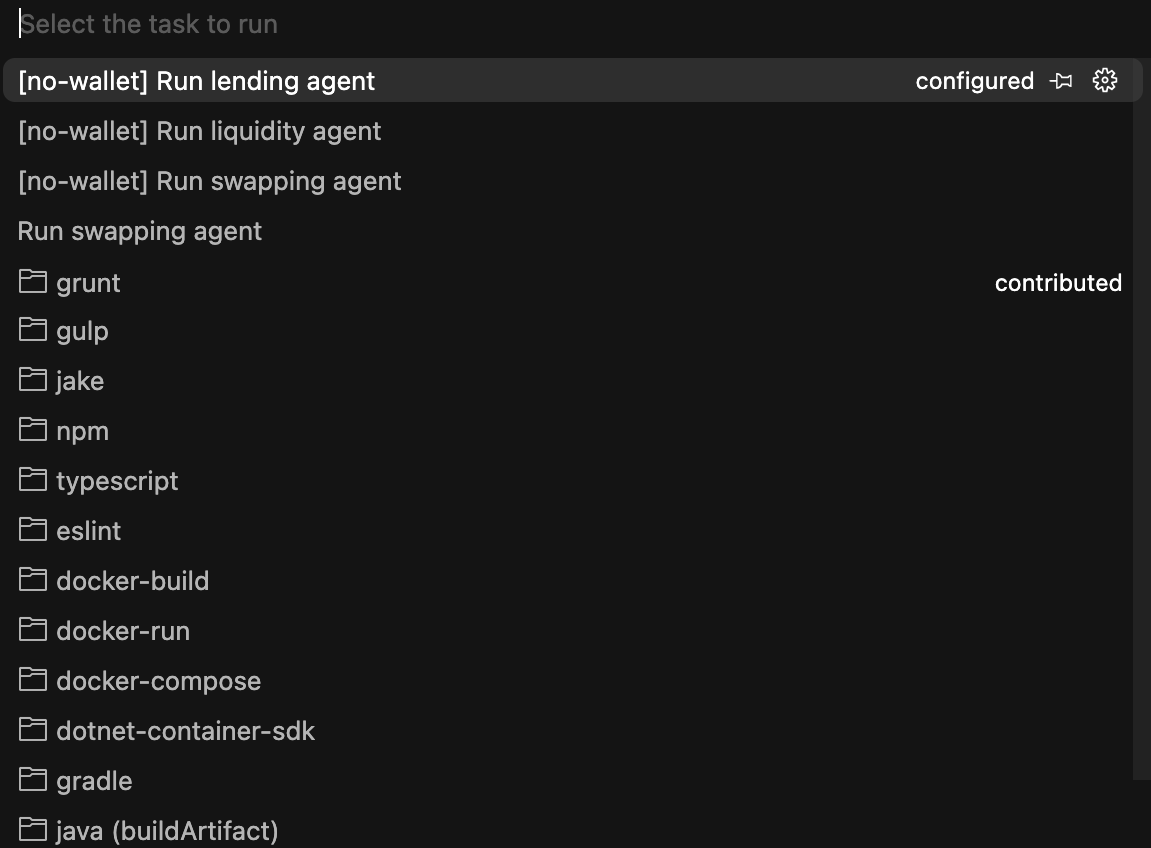 Select the task to run
[no-wallet] Run lending agent configured
[no-wallet] Run liquidity agent
[no-wallet] Run swapping agent
Run swapping agent
grunt contributed
gulp
jake
npm
typescript
eslint
docker-build
docker-run
docker-compose
dotnet-container-sdk
gradle
java (buildArtifact)